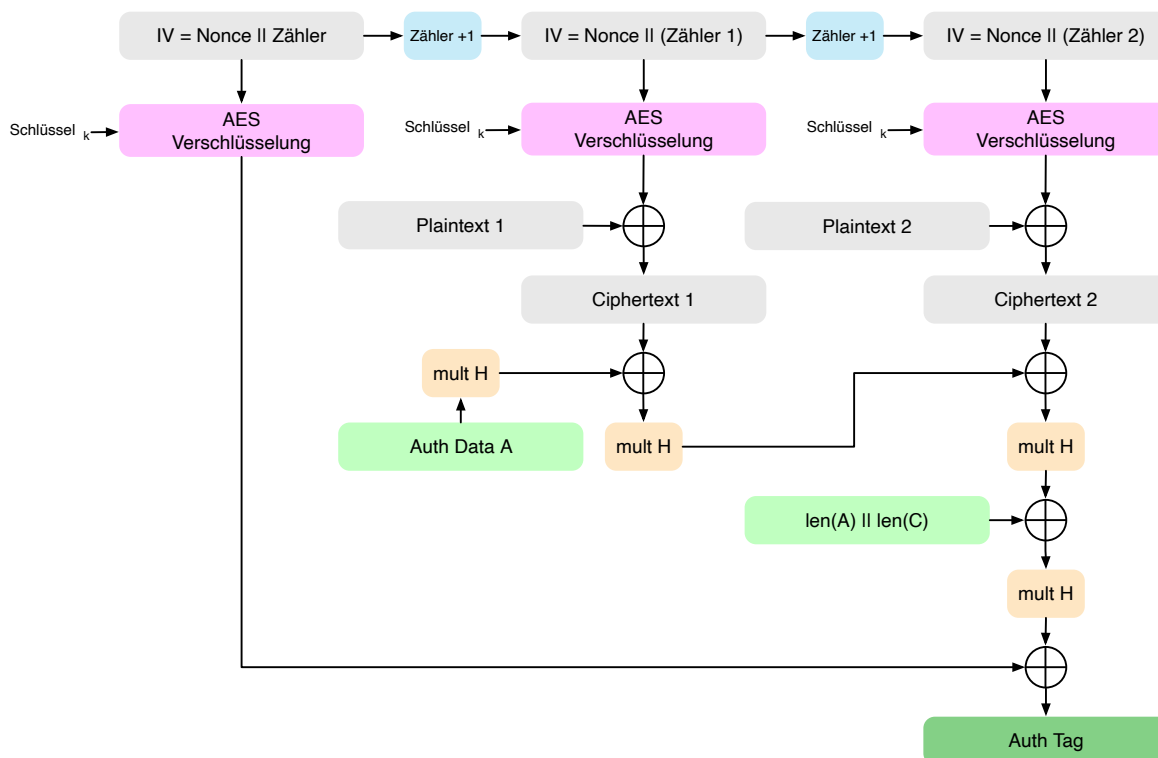 IV = Nonce || Zähler
Zähler +1
IV = Nonce || (Zähler 1)
Zähler +1
IV = Nonce || (Zähler 2)
Schlüssel k
AES
Verschlüsselung
Schlüssel k
AES
Verschlüsselung
Schlüssel k
AES
Verschlüsselung
Plaintext 1
Plaintext 2
Ciphertext 1
Ciphertext 2
mult H
Auth Data A
mult H
mult H
len(A) || len(C)
mult H
Auth Tag